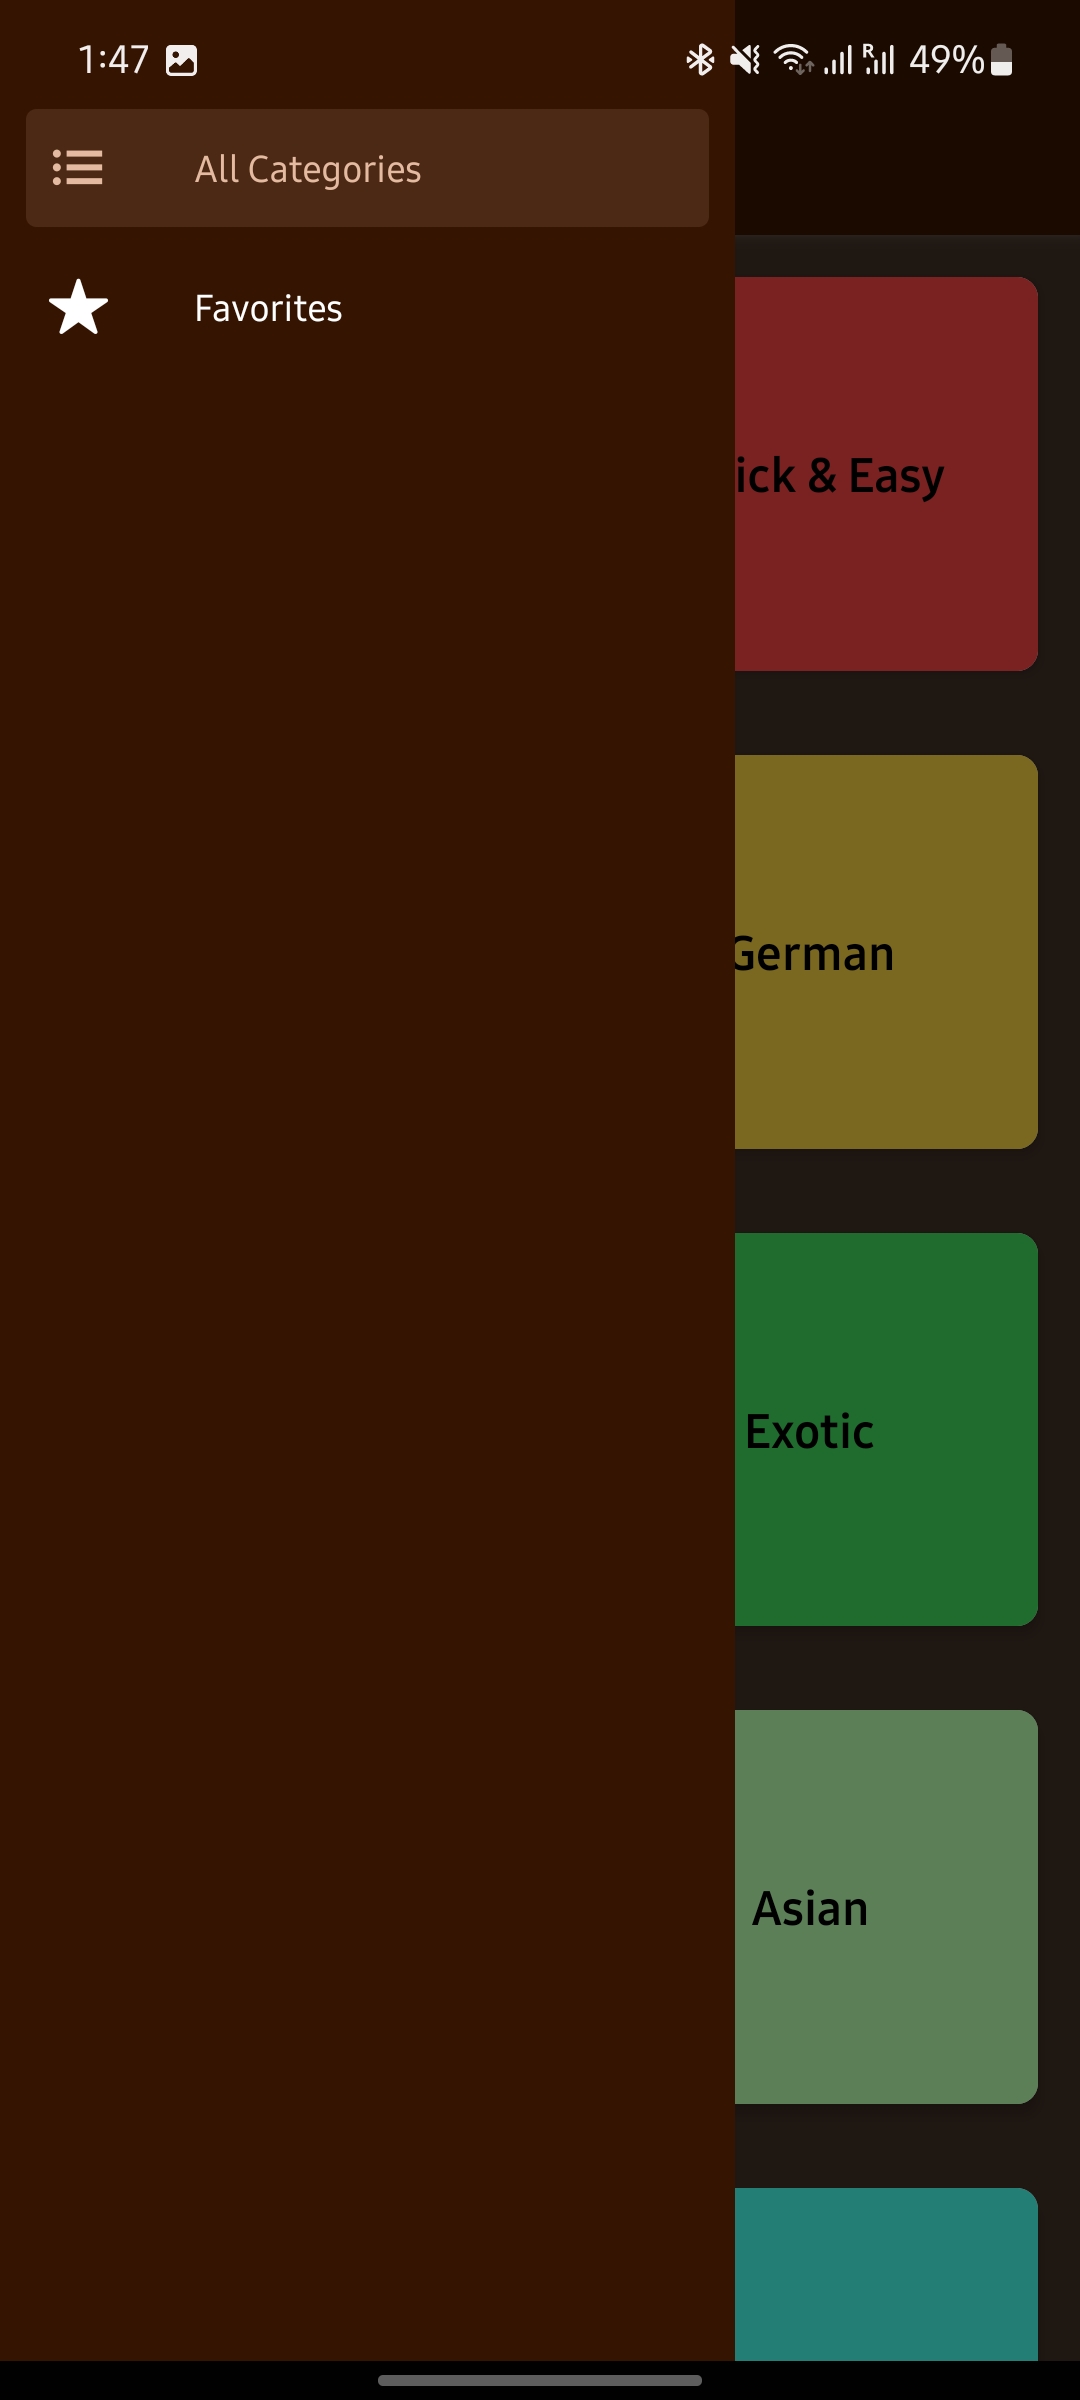 1:47 R 49%
All Categories
Favorites
ick & Easy
German
Exotic
Asian